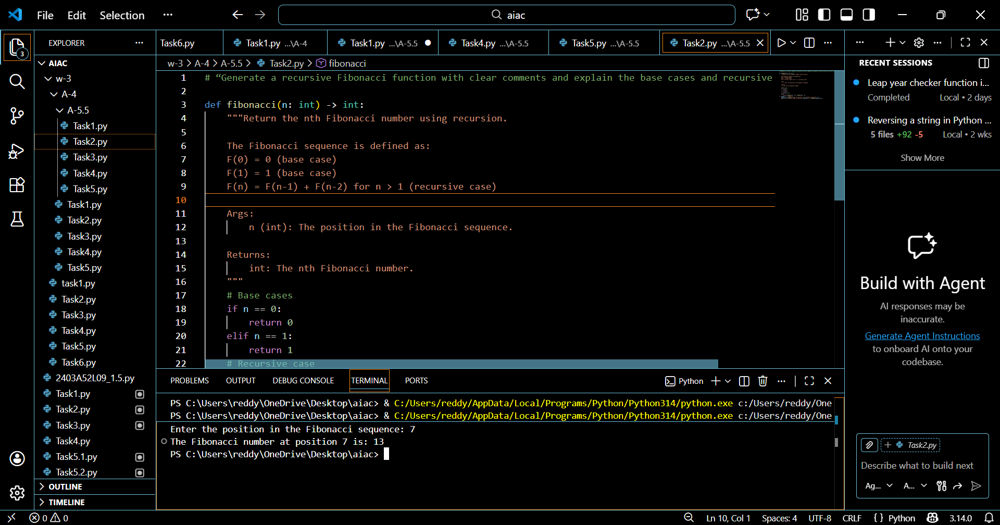 File Edit Selection ···
aiac
3
EXPLORER ···
AIAC
w-3
A-4
A-5.5
Task1.py
Task2.py
Task3.py
Task4.py
Task5.py
Task1.py
Task2.py
Task3.py
Task4.py
Task5.py
task1.py
Task2.py
Task3.py
Task4.py
Task5.py
Task6.py
2403A52L09_1.5.py
Task1.py
Task2.py
Task3.py
Task4.py
Task5.1.py
Task5.2.py
OUTLINE
TIMELINE
Task6.py Task1.py ...\A-4 Task1.py ...\A-5.5 Task4.py ...\A-5.5 Task5.py ...\A-5.5 Task2.py ...\A-5.5
w-3 > A-4 > A-5.5 > Task2.py > fibonacci
1 # “Generate a recursive Fibonacci function with clear comments and explain the base cases and recursive
2
3 def fibonacci(n: int) -> int:
4 """Return the nth Fibonacci number using recursion.
5
6 The Fibonacci sequence is defined as:
7 F(0) = 0 (base case)
8 F(1) = 1 (base case)
9 F(n) = F(n-1) + F(n-2) for n > 1 (recursive case)
10
11 Args:
12 n (int): The position in the Fibonacci sequence.
13
14 Returns:
15 int: The nth Fibonacci number.
16 """
17 # Base cases
18 if n == 0:
19 return 0
20 elif n == 1:
21 return 1
22 # Recursive case
PROBLEMS OUTPUT DEBUG CONSOLE TERMINAL PORTS
Python
PS C:\Users\reddy\OneDrive\Desktop\aiac> & C:/Users/reddy/AppData/Local/Programs/Python/Python314/python.exe c:/Users/reddy/One
PS C:\Users\reddy\OneDrive\Desktop\aiac> & C:/Users/reddy/AppData/Local/Programs/Python/Python314/python.exe c:/Users/reddy/One
Enter the position in the Fibonacci sequence: 7
The Fibonacci number at position 7 is: 13
PS C:\Users\reddy\OneDrive\Desktop\aiac>
RECENT SESSIONS
Leap year checker function i...
Completed Local • 2 days
Reversing a string in Python ...
5 files +92 -5 Local • 2 wks
Show More
Build with Agent
AI responses may be
inaccurate.
Generate Agent Instructions
to onboard AI onto your
codebase.
+ Task2.py
Describe what to build next
Ag... A...
0 0
Ln 10, Col 1 Spaces: 4 UTF-8 CRLF {} Python 3.14.0